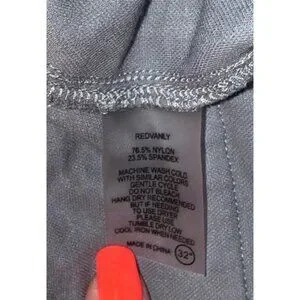 REDVANLY
76.5% NYLON
23.5% SPANDEX
MACHINE WASH COLD
WITH SIMILAR COLORS
GENTLE CYCLE
DO NOT BLEACH
HANG DRY RECOMMENDED
BUT IF NEEDED
TO USE DRYER
PLEASE USE
TUMBLE DRY LOW
COOL IRON WHEN NEEDED
MADE IN CHINA 32"